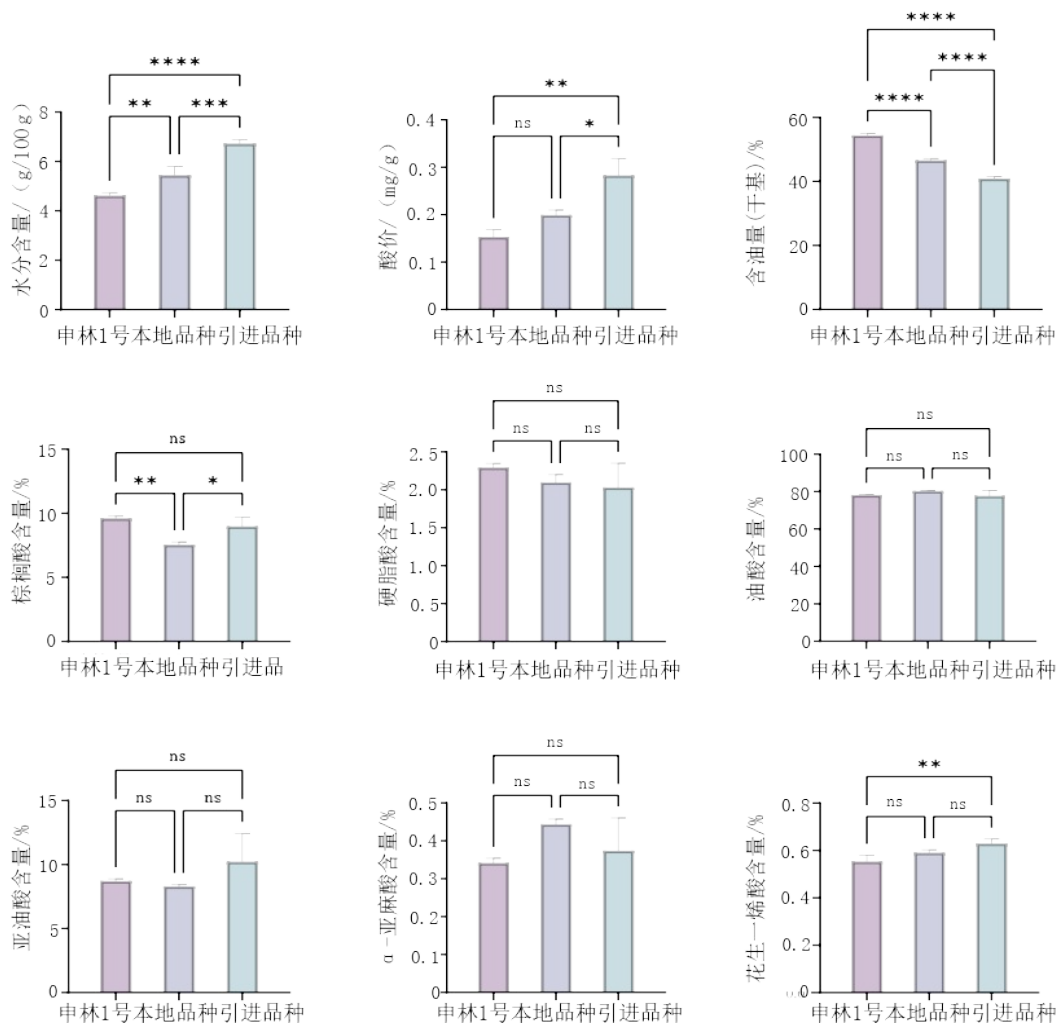 ****
** ***
水分含量/(g/100g)
8
6
4
2
0
申林1号本地品种引进品种
**
ns *
酸价/(mg/g)
0.4
0.3
0.2
0.1
0
申林1号本地品种引进品种
****
****
****
含油量(干基)/%
60
40
20
0
申林1号本地品种引进品种
ns
** *
棕榈酸含量/%
15
10
5
0
申林1号本地品种引进品
ns
ns ns
硬脂酸含量/%
2.5
2.0
1.5
1.0
0.5
0
申林1号本地品种引进品种
ns
ns ns
油酸含量/%
100
80
60
40
20
0
申林1号本地品种引进品种
ns
ns ns
亚油酸含量/%
15
10
5
0
申林1号本地品种引进品种
ns
ns ns
α-亚麻酸含量/%
0.5
0.4
0.3
0.2
0.1
0
申林1号本地品种引进品种
**
ns ns
花生一烯酸含量/%
0.8
0.6
0.4
0.2
0
申林1号本地品种引进品种